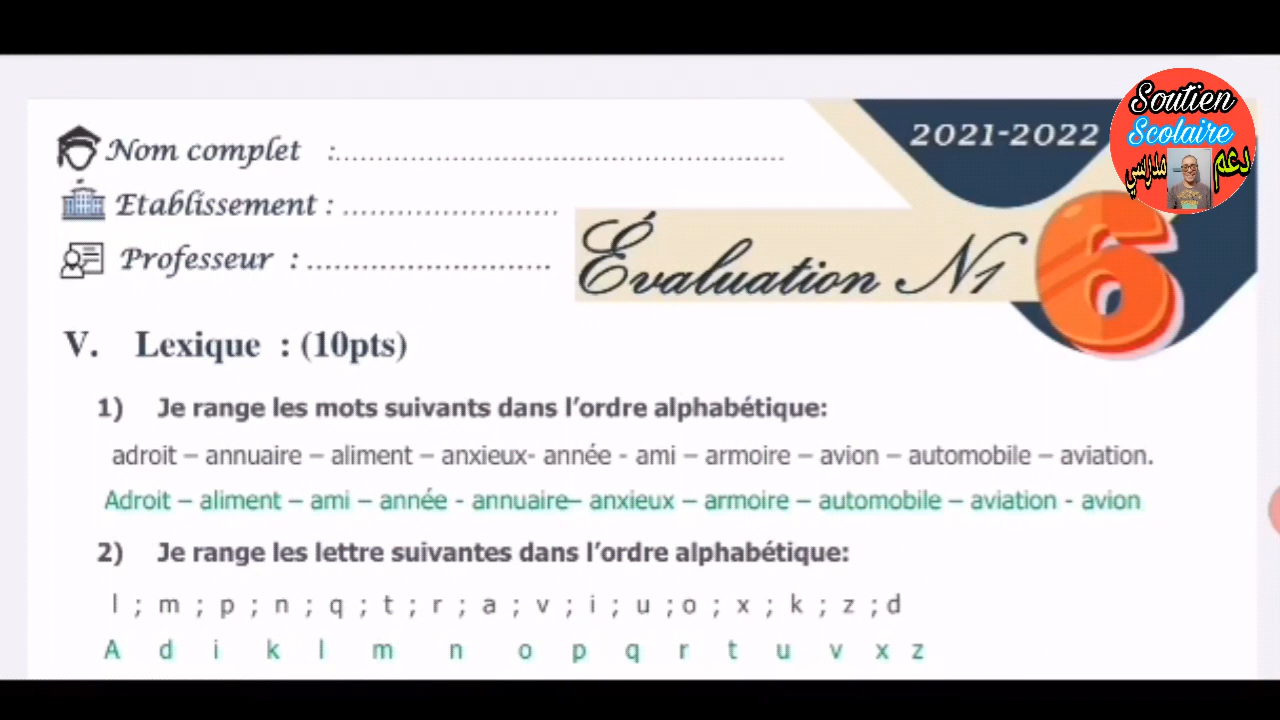 Nom complet :......................................................
2021-2022
Soutien
Scolaire
دعم مدرسي
Etablissement : ..........................
Professeur : ..............................
Évaluation N1
6
V. Lexique : (10pts)
1) Je range les mots suivants dans l'ordre alphabétique:
adroit – annuaire – aliment – anxieux- année - ami – armoire – avion – automobile – aviation.
Adroit – aliment – ami – année - annuaire– anxieux – armoire – automobile – aviation - avion
2) Je range les lettre suivantes dans l'ordre alphabétique:
l ; m ; p ; n ; q ; t ; r ; a ; v ; i ; u ;o ; x ; k ; z ;d
A d i k l m n o p q r t u v x z